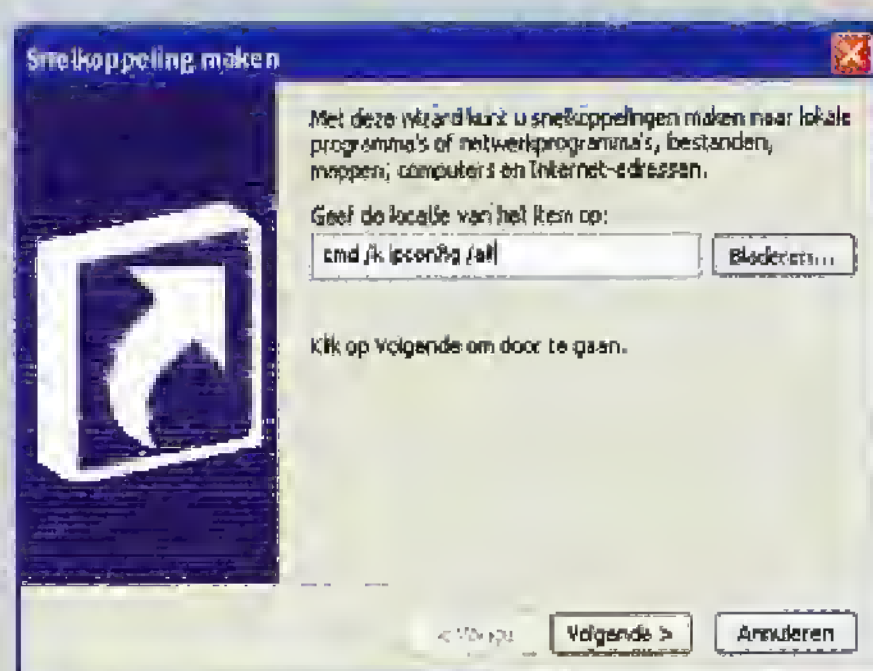 Snelkoppeling maken
Met deze wizard kunt u snelkoppelingen maken naar lokale
programma's of netwerkprogramma's, bestanden,
mappen, computers en Internet-adressen.
Geef de locatie van het item op:
cmd /k ipconfig /all
Bladeren...
Klik op Volgende om door te gaan.
< Vorige
Volgende >
Annuleren